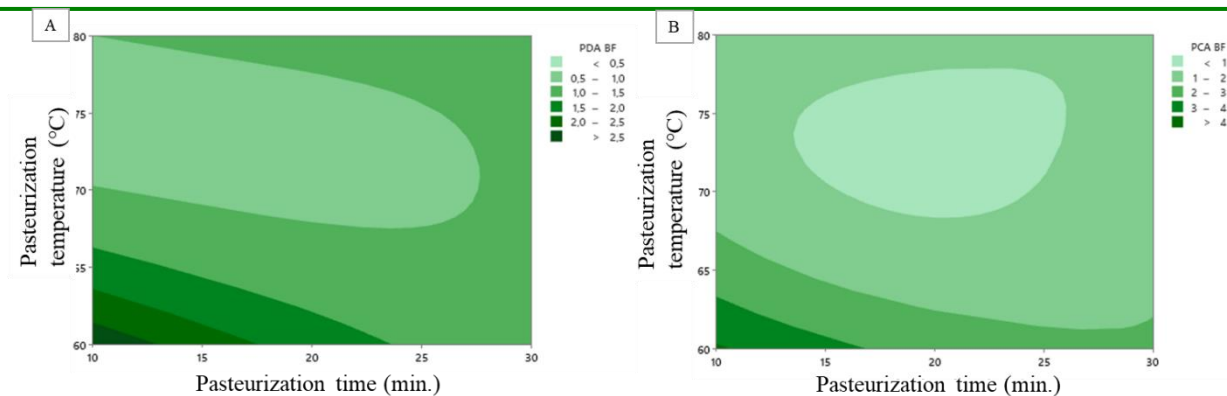 A
Pasteurization
temperature (°C)
80
75
70
55
60
10
15
20
25
30
Pasteurization time (min.)
PDA BF
< 0,5
0,5 – 1,0
1,0 – 1,5
1,5 – 2,0
2,0 – 2,5
> 2,5
B
Pasteurization
temperature (°C)
80
75
70
65
60
10
15
20
25
30
Pasteurization time (min.)
PCA BF
< 1
1 – 2
2 – 3
3 – 4
> 4